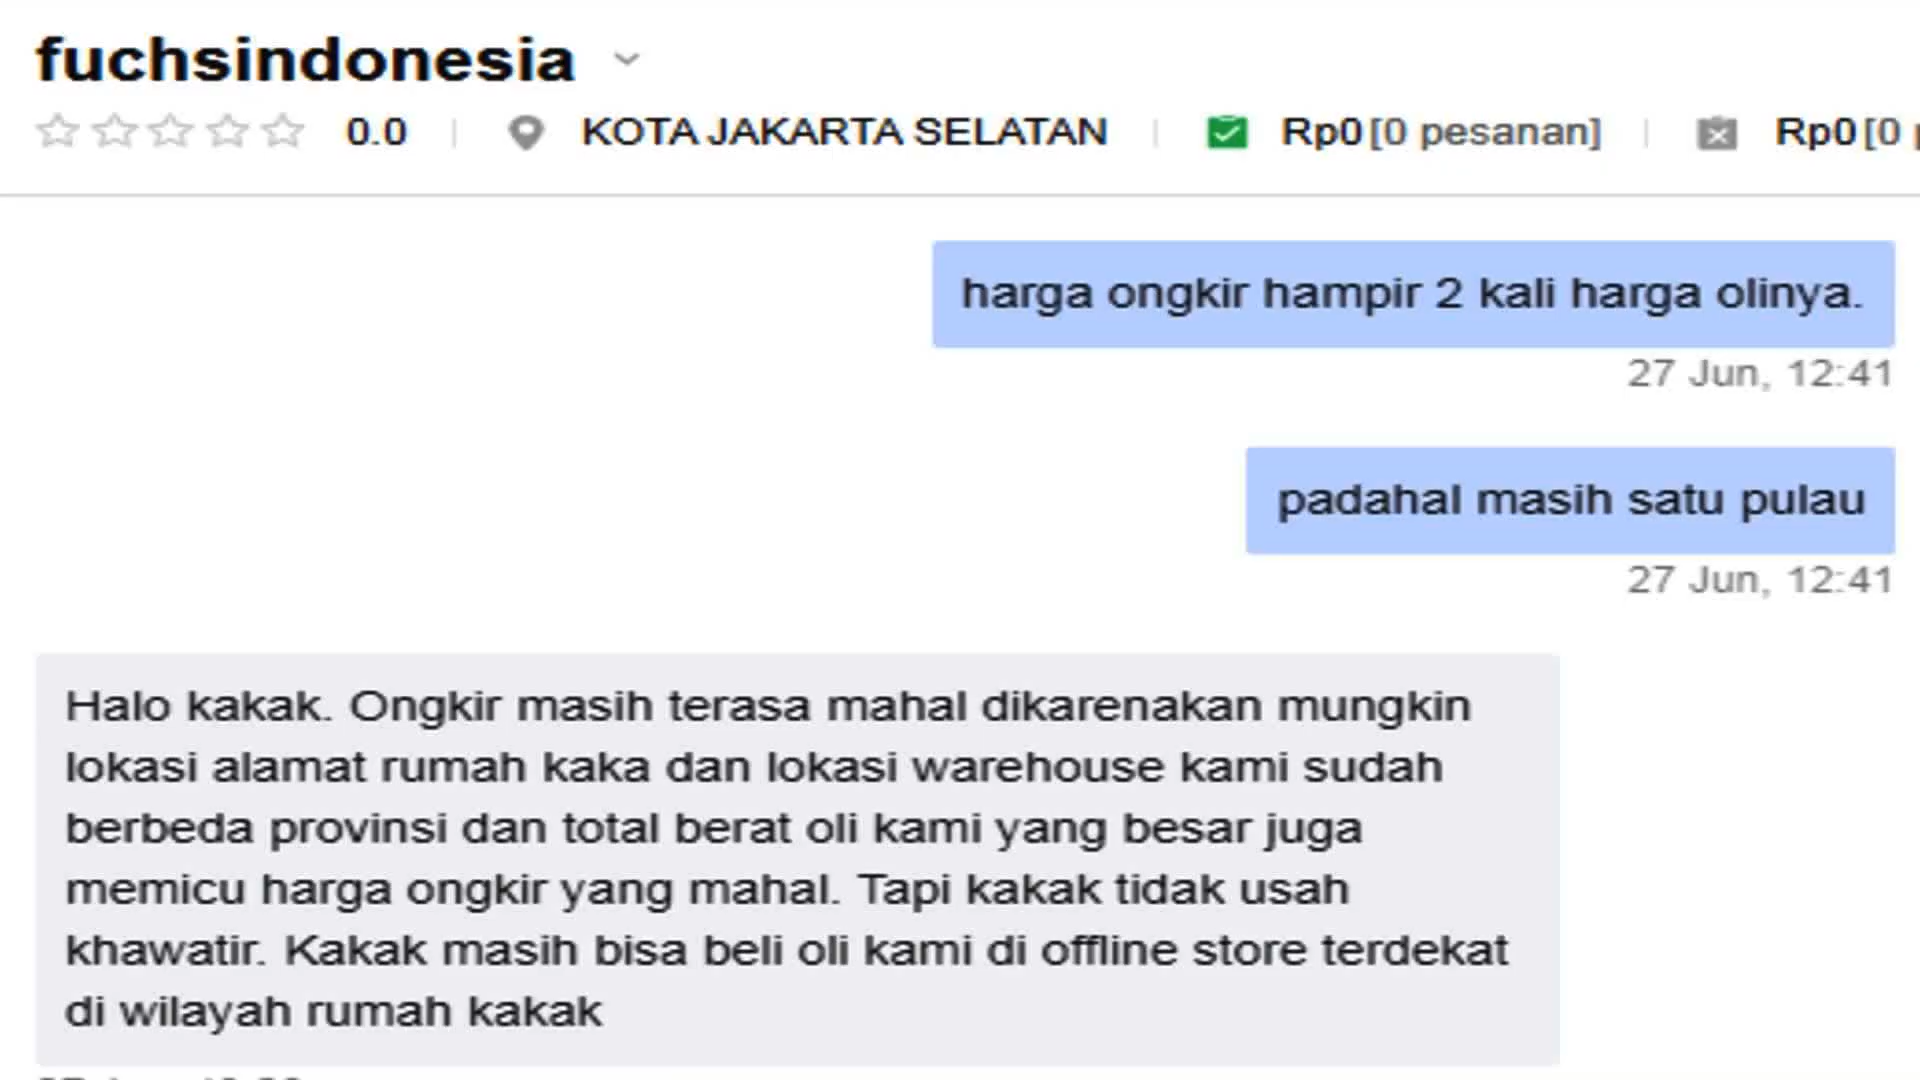 fuchsindonesia
0.0 KOTA JAKARTA SELATAN Rp0 [0 pesanan] Rp0 [0
harga ongkir hampir 2 kali harga olinya.
27 Jun, 12:41
padahal masih satu pulau
27 Jun, 12:41
Halo kakak. Ongkir masih terasa mahal dikarenakan mungkin
lokasi alamat rumah kaka dan lokasi warehouse kami sudah
berbeda provinsi dan total berat oli kami yang besar juga
memicu harga ongkir yang mahal. Tapi kakak tidak usah
khawatir. Kakak masih bisa beli oli kami di offline store terdekat
di wilayah rumah kakak